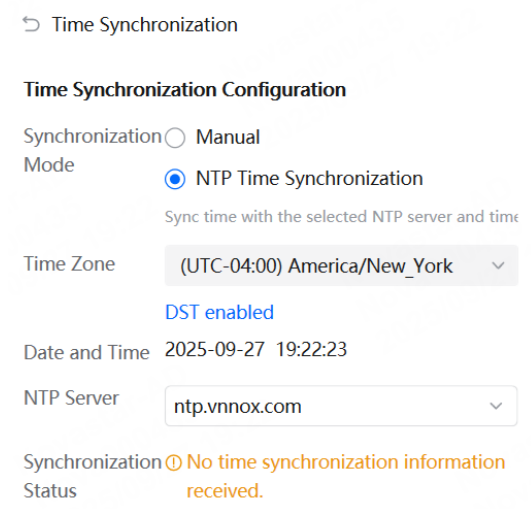 Time Synchronization
Time Synchronization Configuration
Synchronization Mode
Manual
NTP Time Synchronization
Sync time with the selected NTP server and time
Time Zone
(UTC-04:00) America/New_York
DST enabled
Date and Time
2025-09-27 19:22:23
NTP Server
ntp.vnnox.com
Synchronization Status
No time synchronization information
received.